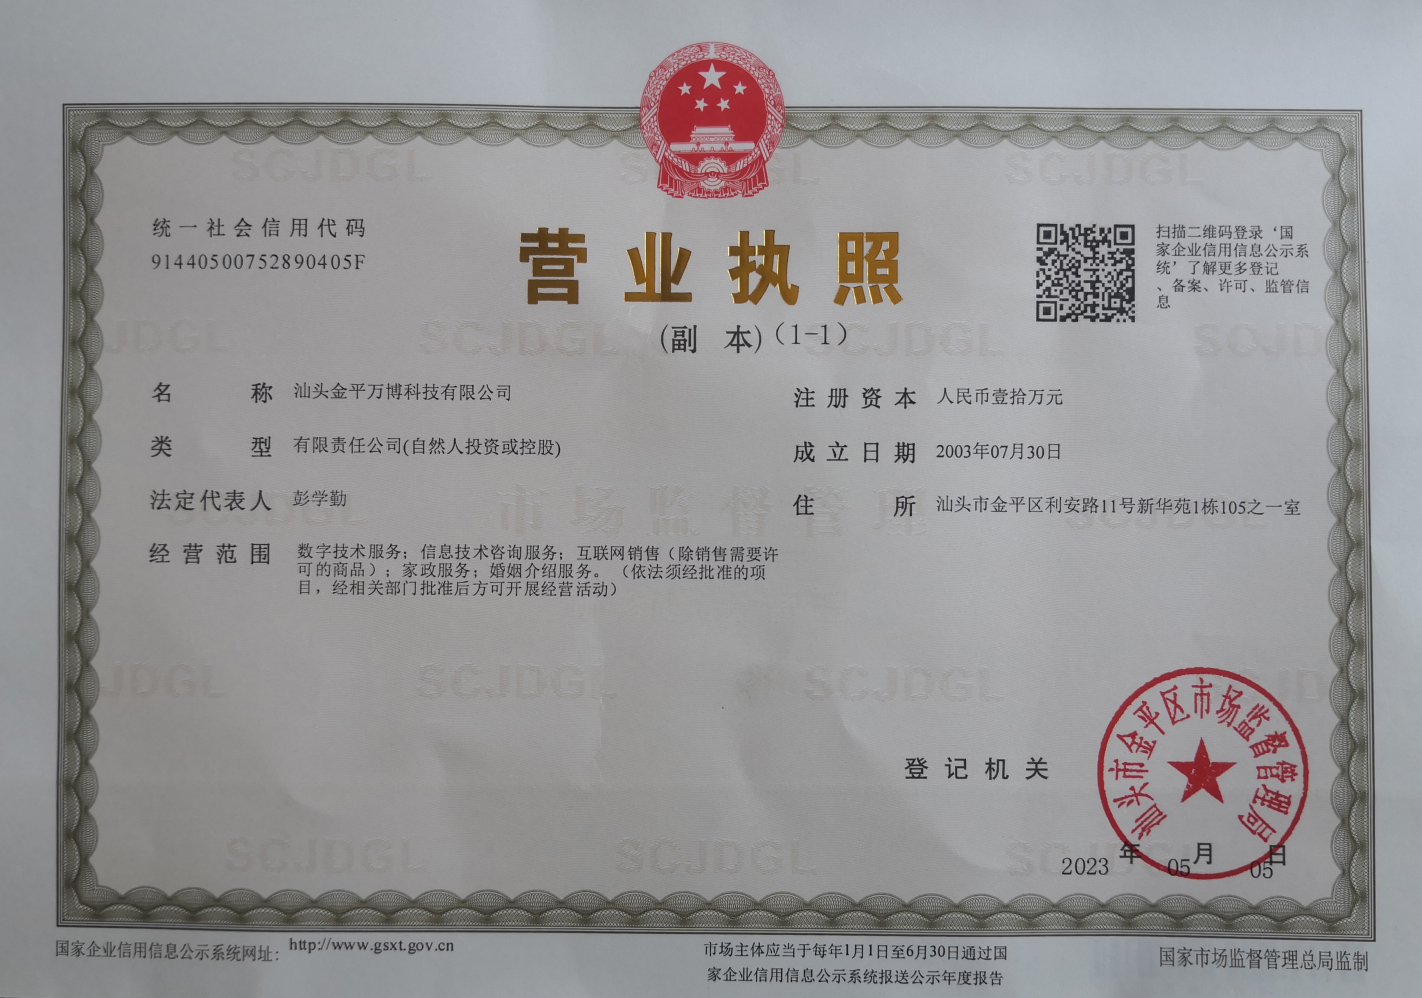 统一社会信用代码
91440500752890405F
营业执照
(副 本)（1-1）
扫描二维码登录‘国
家企业信用信息公示系
统’了解更多登记
、备案、许可、监管信
息
名 称 汕头金平万博科技有限公司
类 型 有限责任公司(自然人投资或控股)
法定代表人 彭学勤
经营范围 数字技术服务；信息技术咨询服务；互联网销售（除销售需要许
可的商品）；家政服务；婚姻介绍服务。（依法须经批准的项
目，经相关部门批准后方可开展经营活动）
注册资本 人民币壹拾万元
成立日期 2003年07月30日
住 所 汕头市金平区利安路11号新华苑1栋105之一室
登记机关
汕头市金平区市场监督管理局
2023 年 05 月 05 日
国家企业信用信息公示系统网址：http://www.gsxt.gov.cn
市场主体应当于每年1月1日至6月30日通过国
家企业信用信息公示系统报送公示年度报告
国家市场监督管理总局监制
SCJDGL
市场监督管理